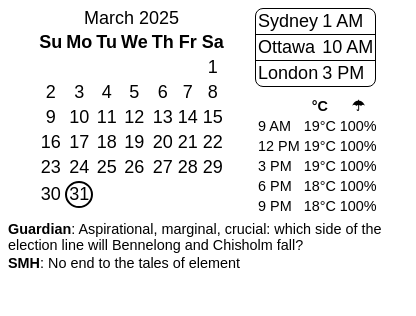 March 2025
Su Mo Tu We Th Fr Sa
1
2 3 4 5 6 7 8
9 10 11 12 13 14 15
16 17 18 19 20 21 22
23 24 25 26 27 28 29
30 31
Sydney 1 AM
Ottawa 10 AM
London 3 PM
°C ☂
9 AM 19°C 100%
12 PM 19°C 100%
3 PM 19°C 100%
6 PM 18°C 100%
9 PM 18°C 100%
Guardian: Aspirational, marginal, crucial: which side of the
election line will Bennelong and Chisholm fall?
SMH: No end to the tales of element